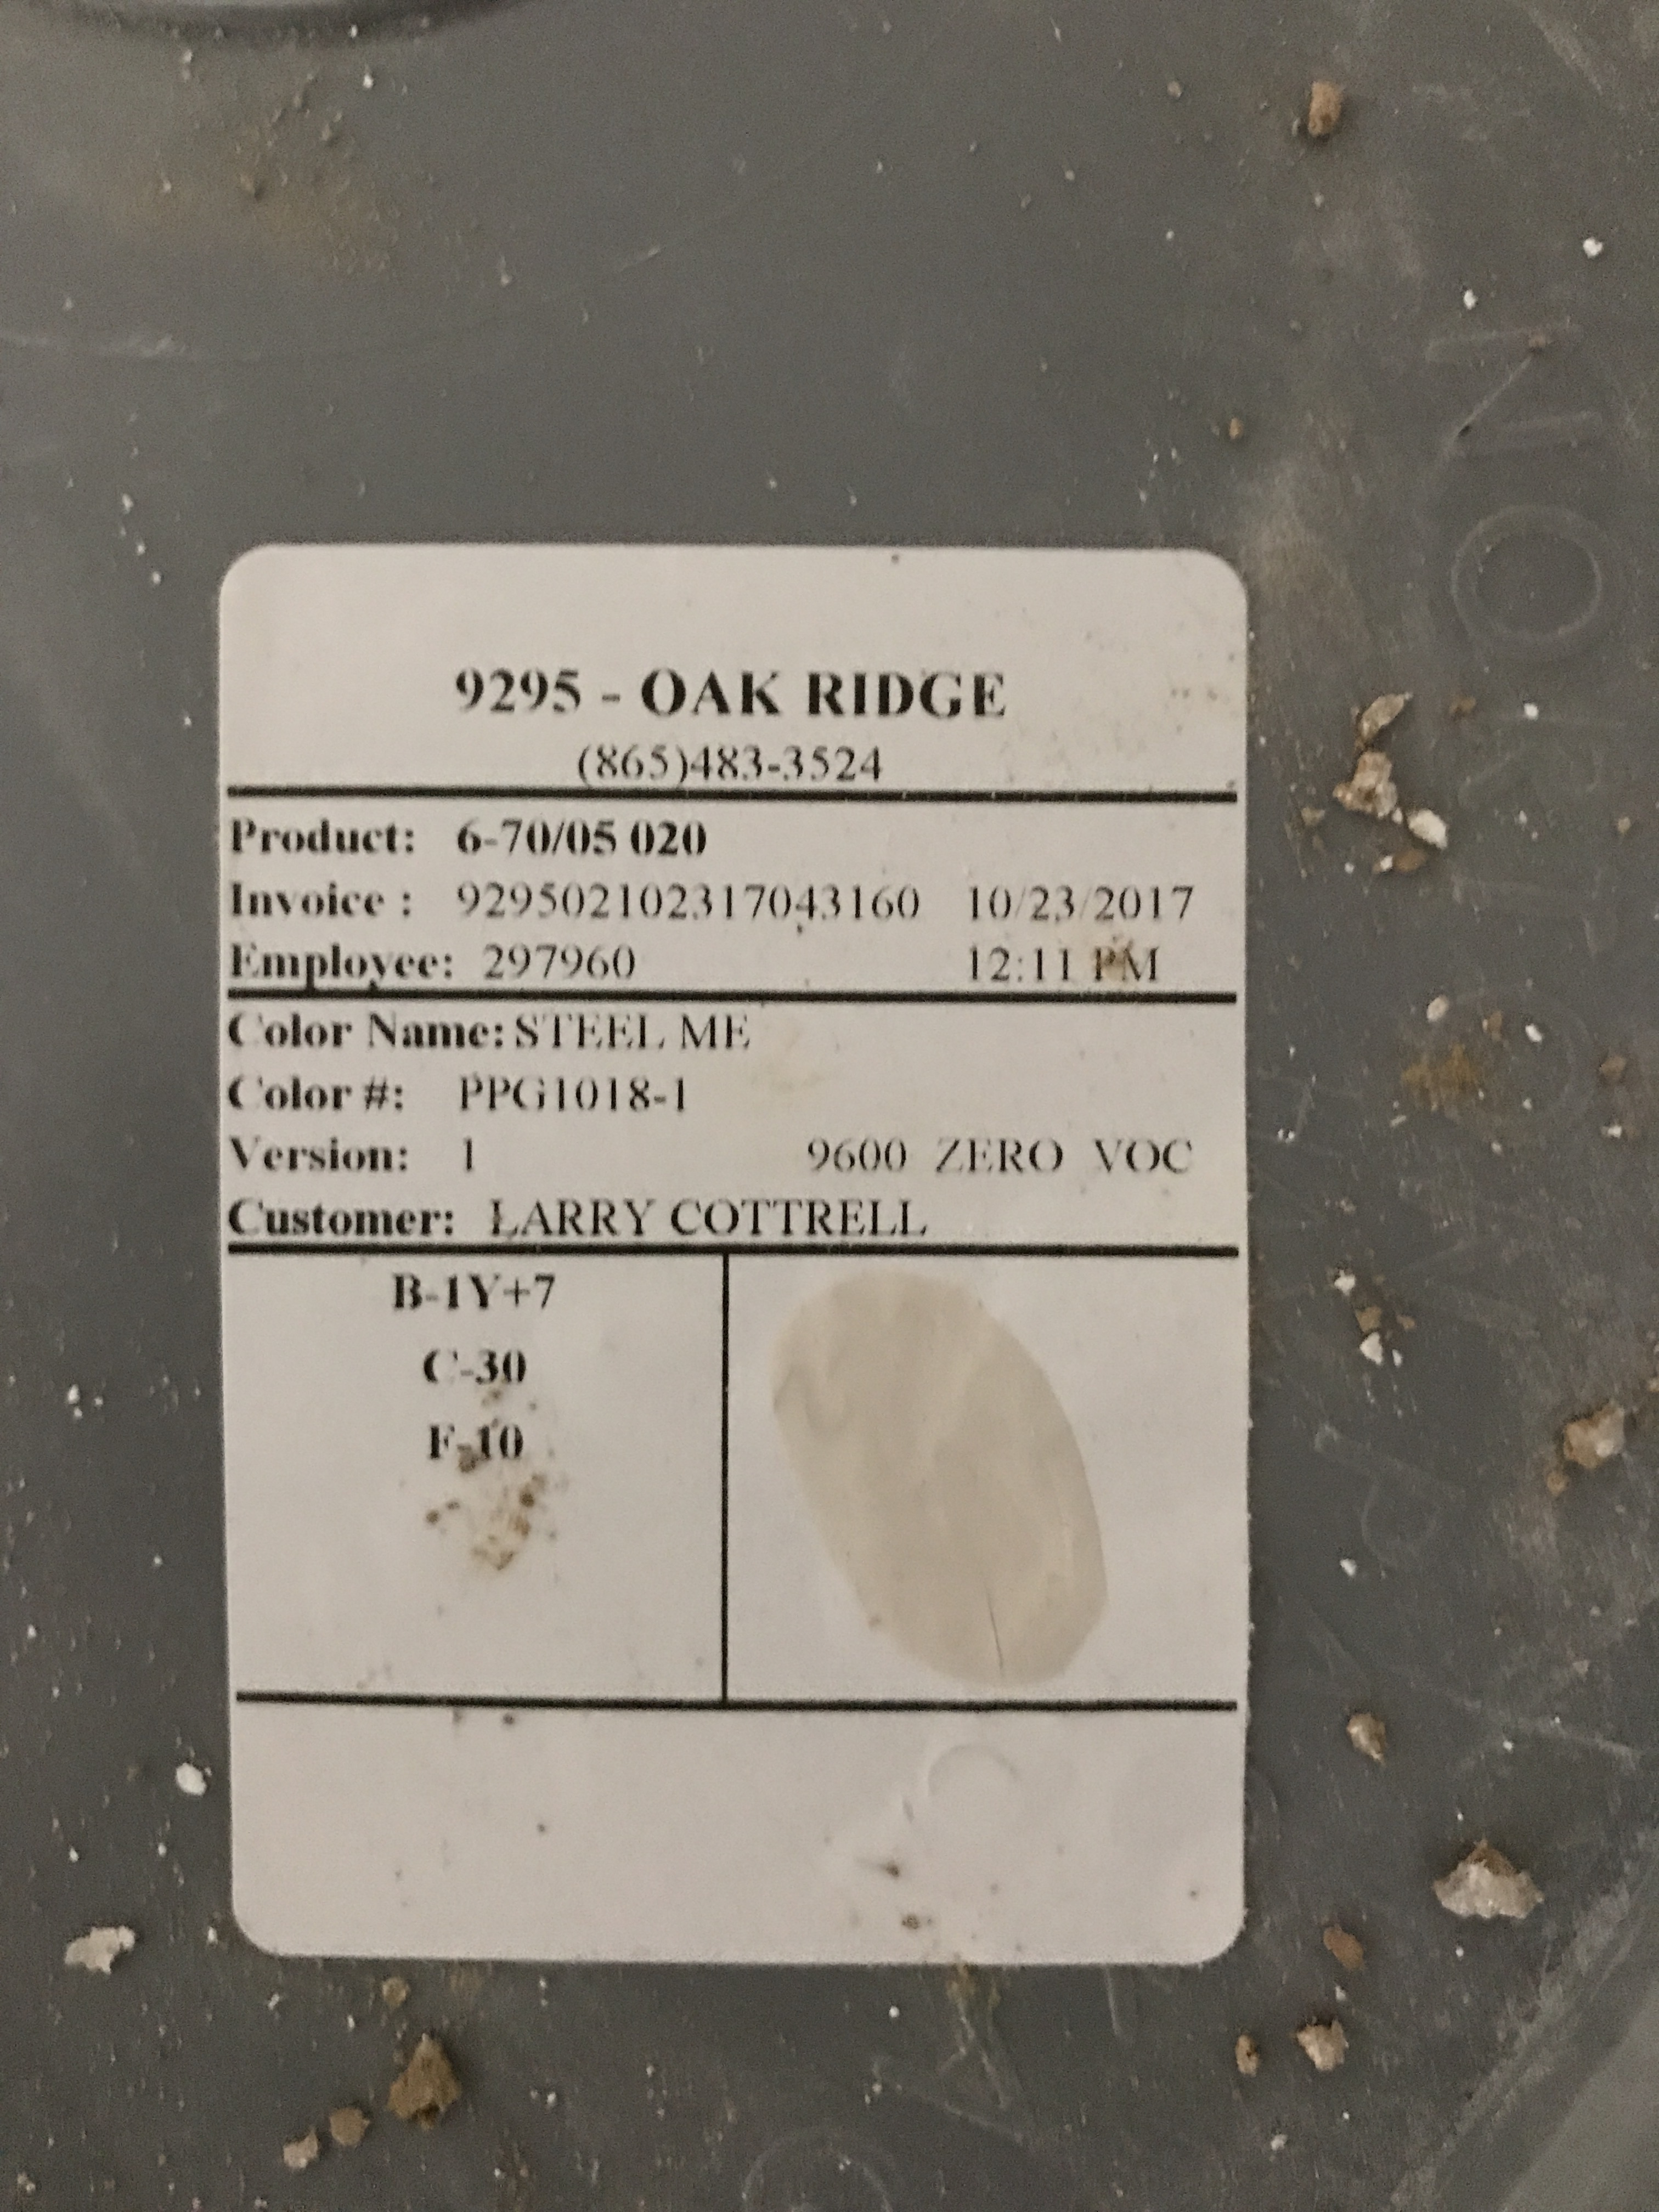 9295 - OAK RIDGE
(865)483-3524
Product: 6-70/05 020
Invoice : 929502102317043160 10/23/2017
Employee: 297960 12:11 PM
Color Name: STEEL ME
Color #: PPG1018-1
Version: 1 9600 ZERO VOC
Customer: LARRY COTTRELL
B-1Y+7
C-30
F-10